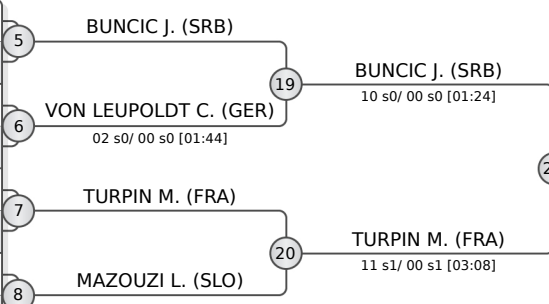 BUNCIC J. (SRB)
5
19
BUNCIC J. (SRB)
10 s0/ 00 s0 [01:24]
VON LEUPOLDT C. (GER)
6
02 s0/ 00 s0 [01:44]
TURPIN M. (FRA)
7
20
TURPIN M. (FRA)
11 s1/ 00 s1 [03:08]
MAZOUZI L. (SLO)
8